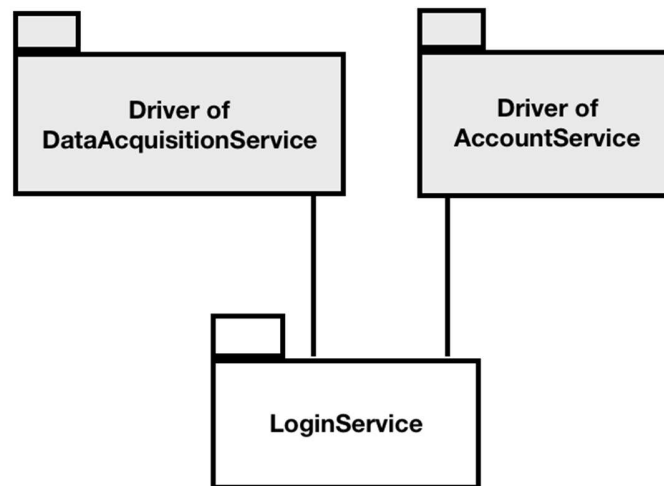 Driver of
DataAcquisitionService
Driver of
AccountService
LoginService